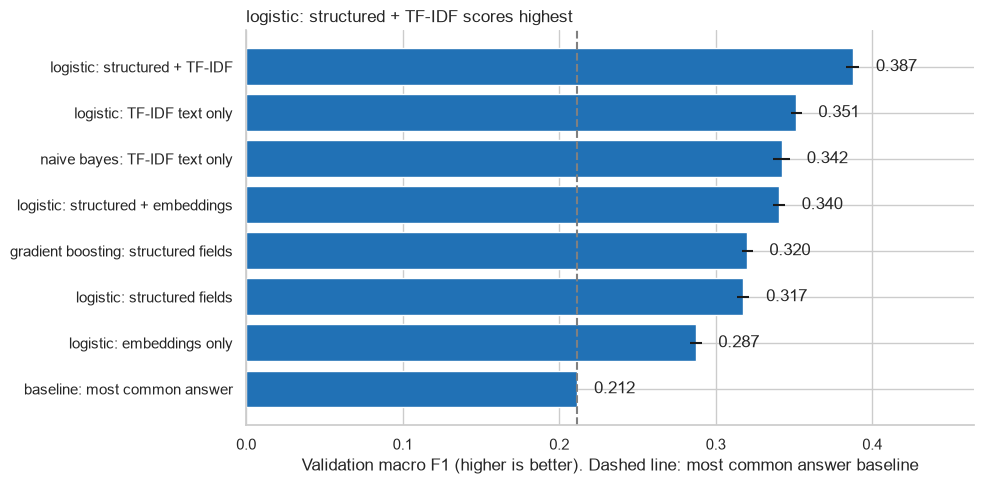 logistic: structured + TF-IDF scores highest
logistic: structured + TF-IDF 0.387
logistic: TF-IDF text only 0.351
naive bayes: TF-IDF text only 0.342
logistic: structured + embeddings 0.340
gradient boosting: structured fields 0.320
logistic: structured fields 0.317
logistic: embeddings only 0.287
baseline: most common answer 0.212
0.0 0.1 0.2 0.3 0.4
Validation macro F1 (higher is better). Dashed line: most common answer baseline